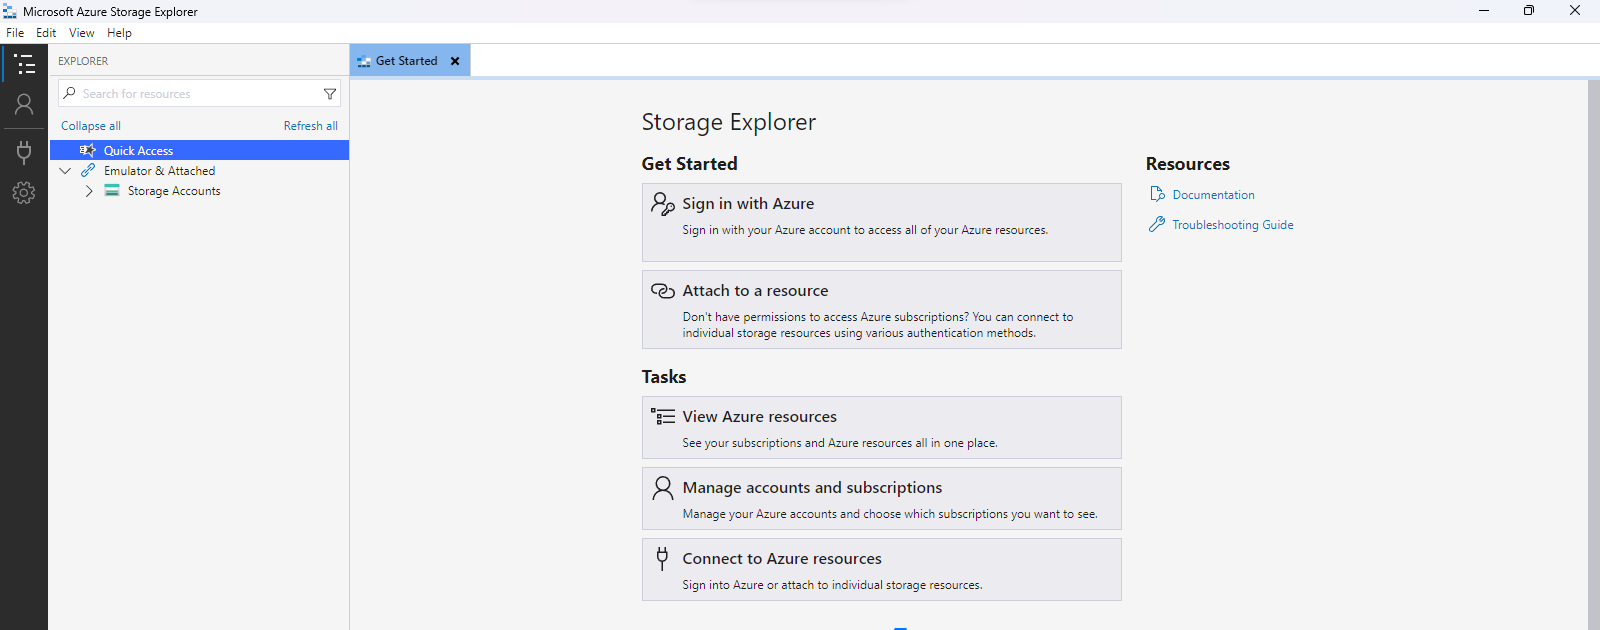 Microsoft Azure Storage Explorer
File Edit View Help
EXPLORER
Search for resources
Collapse all Refresh all
Quick Access
Emulator & Attached
Storage Accounts
Get Started
Storage Explorer
Get Started
Sign in with Azure
Sign in with your Azure account to access all of your Azure resources.
Attach to a resource
Don't have permissions to access Azure subscriptions? You can connect to
individual storage resources using various authentication methods.
Tasks
View Azure resources
See your subscriptions and Azure resources all in one place.
Manage accounts and subscriptions
Manage your Azure accounts and choose which subscriptions you want to see.
Connect to Azure resources
Sign into Azure or attach to individual storage resources.
Resources
Documentation
Troubleshooting Guide